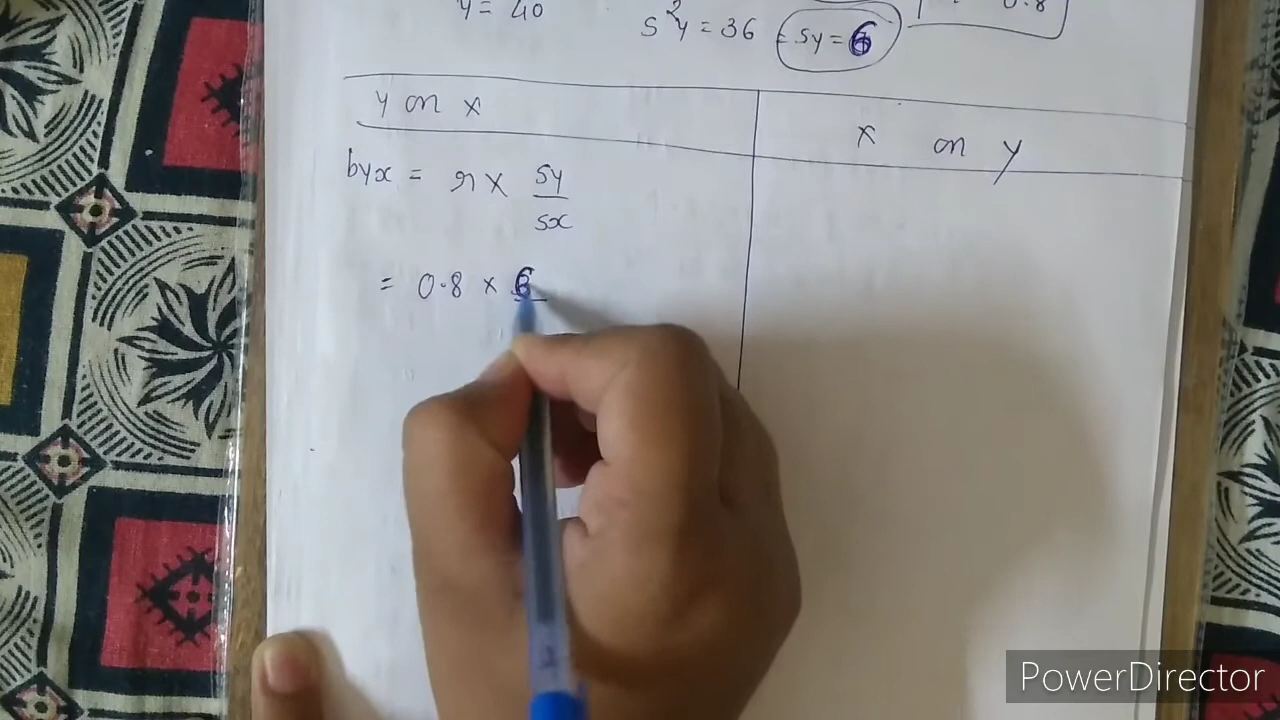 y = 40
S²y = 36 Sy = 6
0.8
y on x
x on y
byx = r × Sy
Sx
= 0.8 × 6
PowerDirector